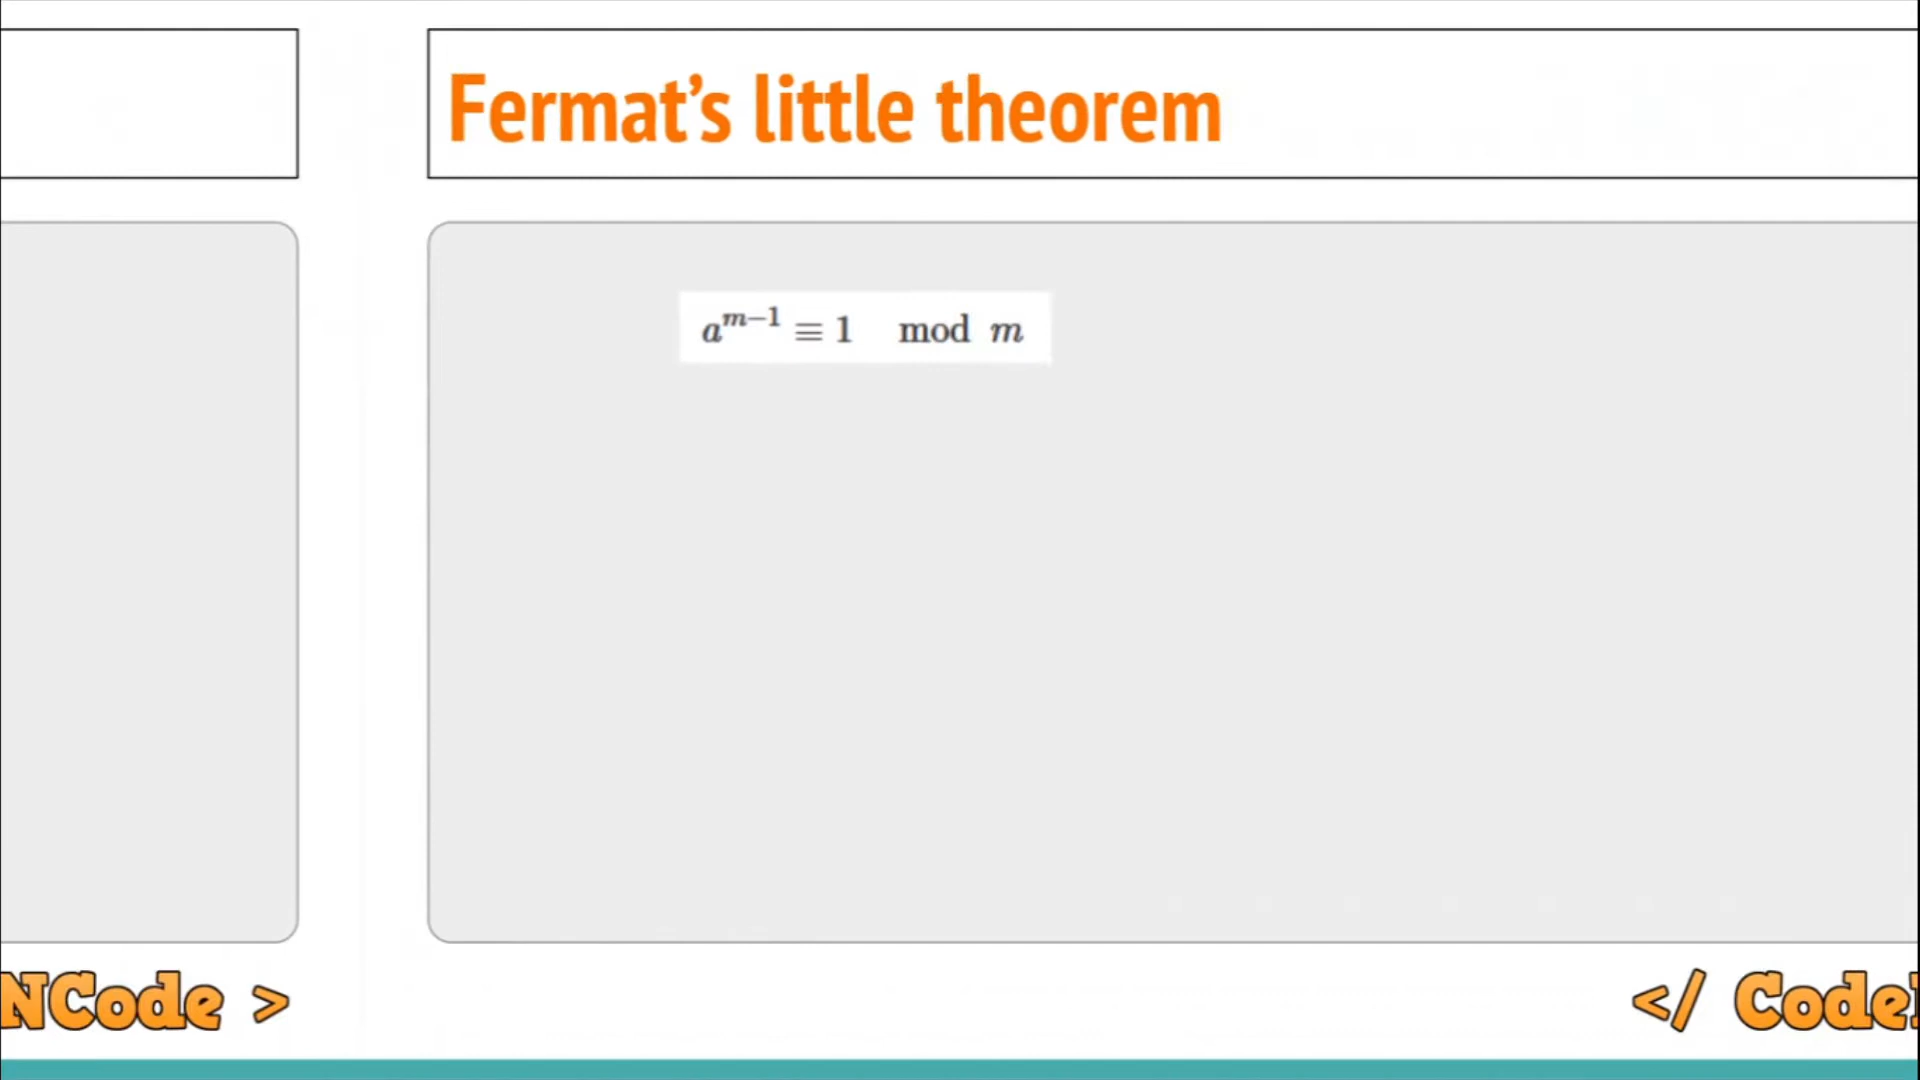 Fermat’s little theorem
a^{m-1} ≡ 1 mod m
NCode >
</ Code